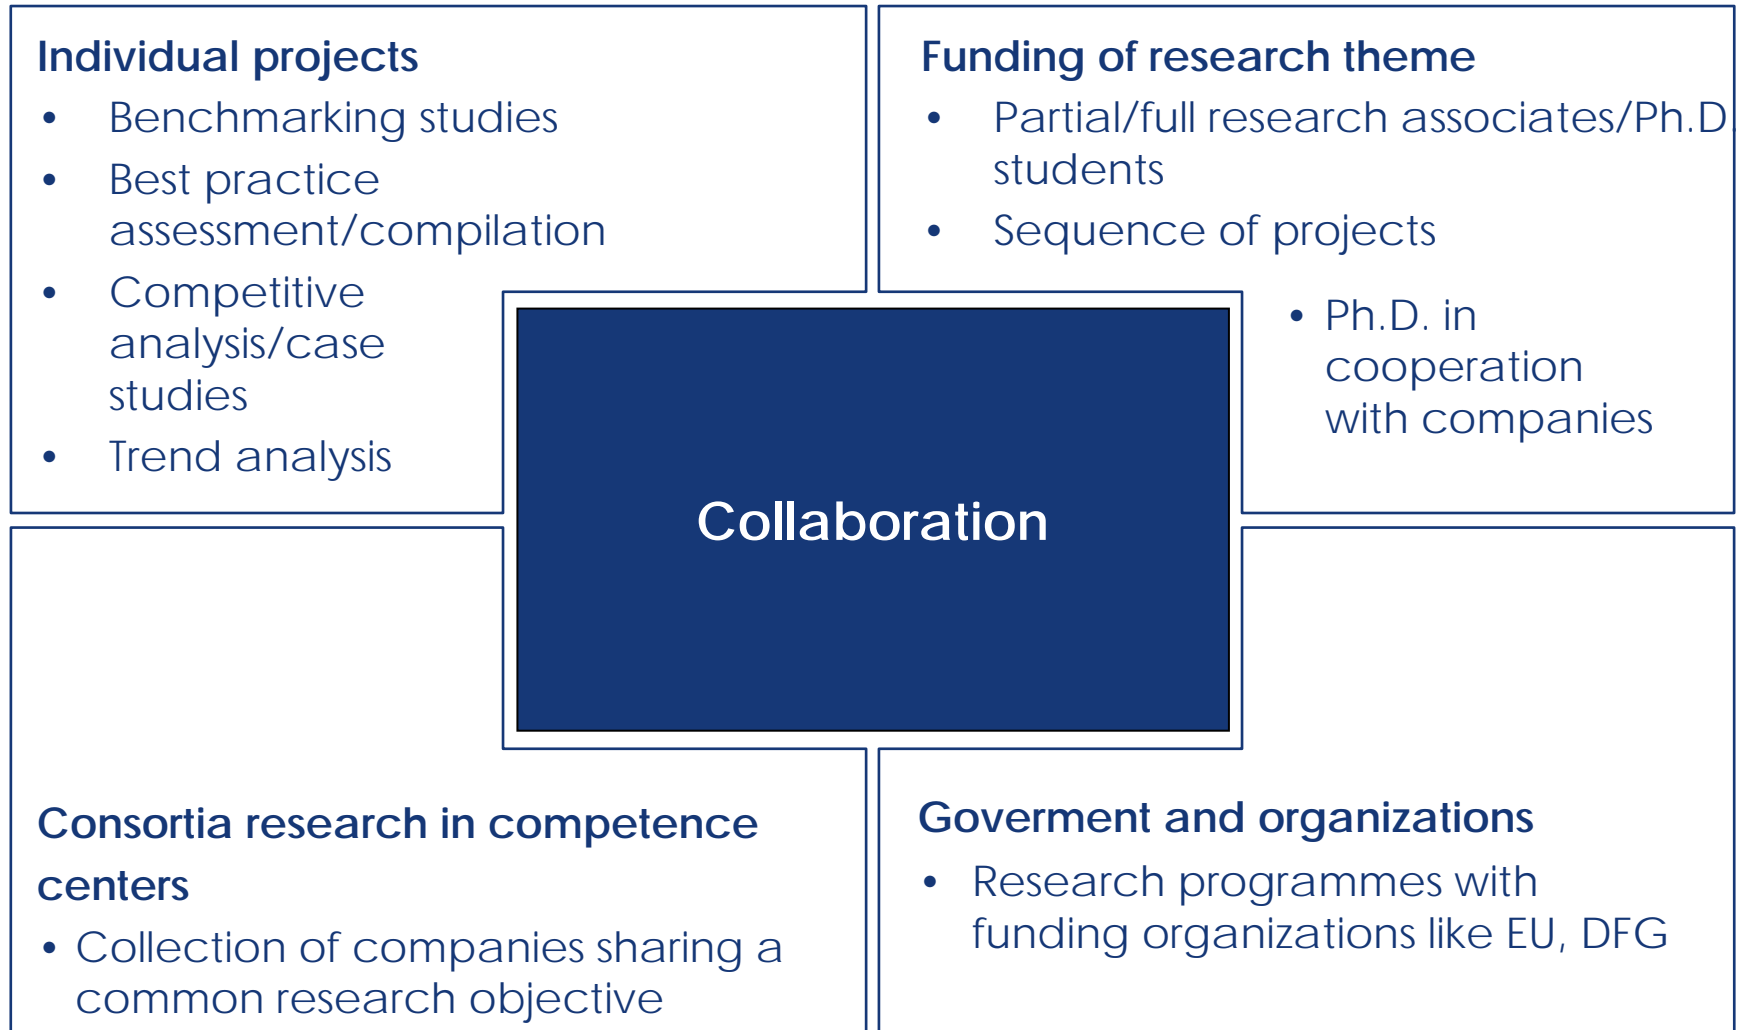 Individual projects
• Benchmarking studies
• Best practice
assessment/compilation
• Competitive
analysis/case
studies
• Trend analysis
Funding of research theme
• Partial/full research associates/Ph.D.
students
• Sequence of projects
• Ph.D. in
cooperation
with companies
Collaboration
Consortia research in competence
centers
• Collection of companies sharing a
common research objective
Goverment and organizations
• Research programmes with
funding organizations like EU, DFG